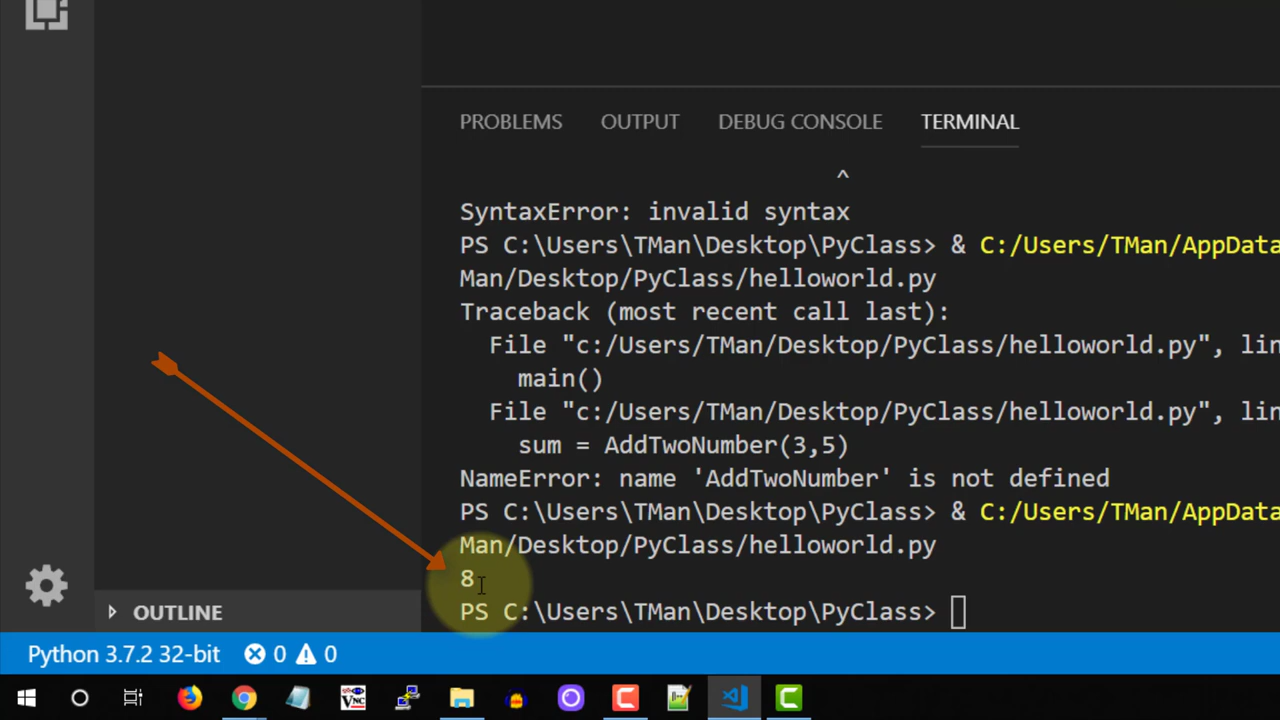 PROBLEMS OUTPUT DEBUG CONSOLE TERMINAL
^
SyntaxError: invalid syntax
PS C:\Users\TMan\Desktop\PyClass> & C:/Users/TMan/AppData
Man/Desktop/PyClass/helloworld.py
Traceback (most recent call last):
File "c:/Users/TMan/Desktop/PyClass/helloworld.py", lin
main()
File "c:/Users/TMan/Desktop/PyClass/helloworld.py", lin
sum = AddTwoNumber(3,5)
NameError: name 'AddTwoNumber' is not defined
PS C:\Users\TMan\Desktop\PyClass> & C:/Users/TMan/AppData
Man/Desktop/PyClass/helloworld.py
8
PS C:\Users\TMan\Desktop\PyClass>
OUTLINE
Python 3.7.2 32-bit 0 0
VNC